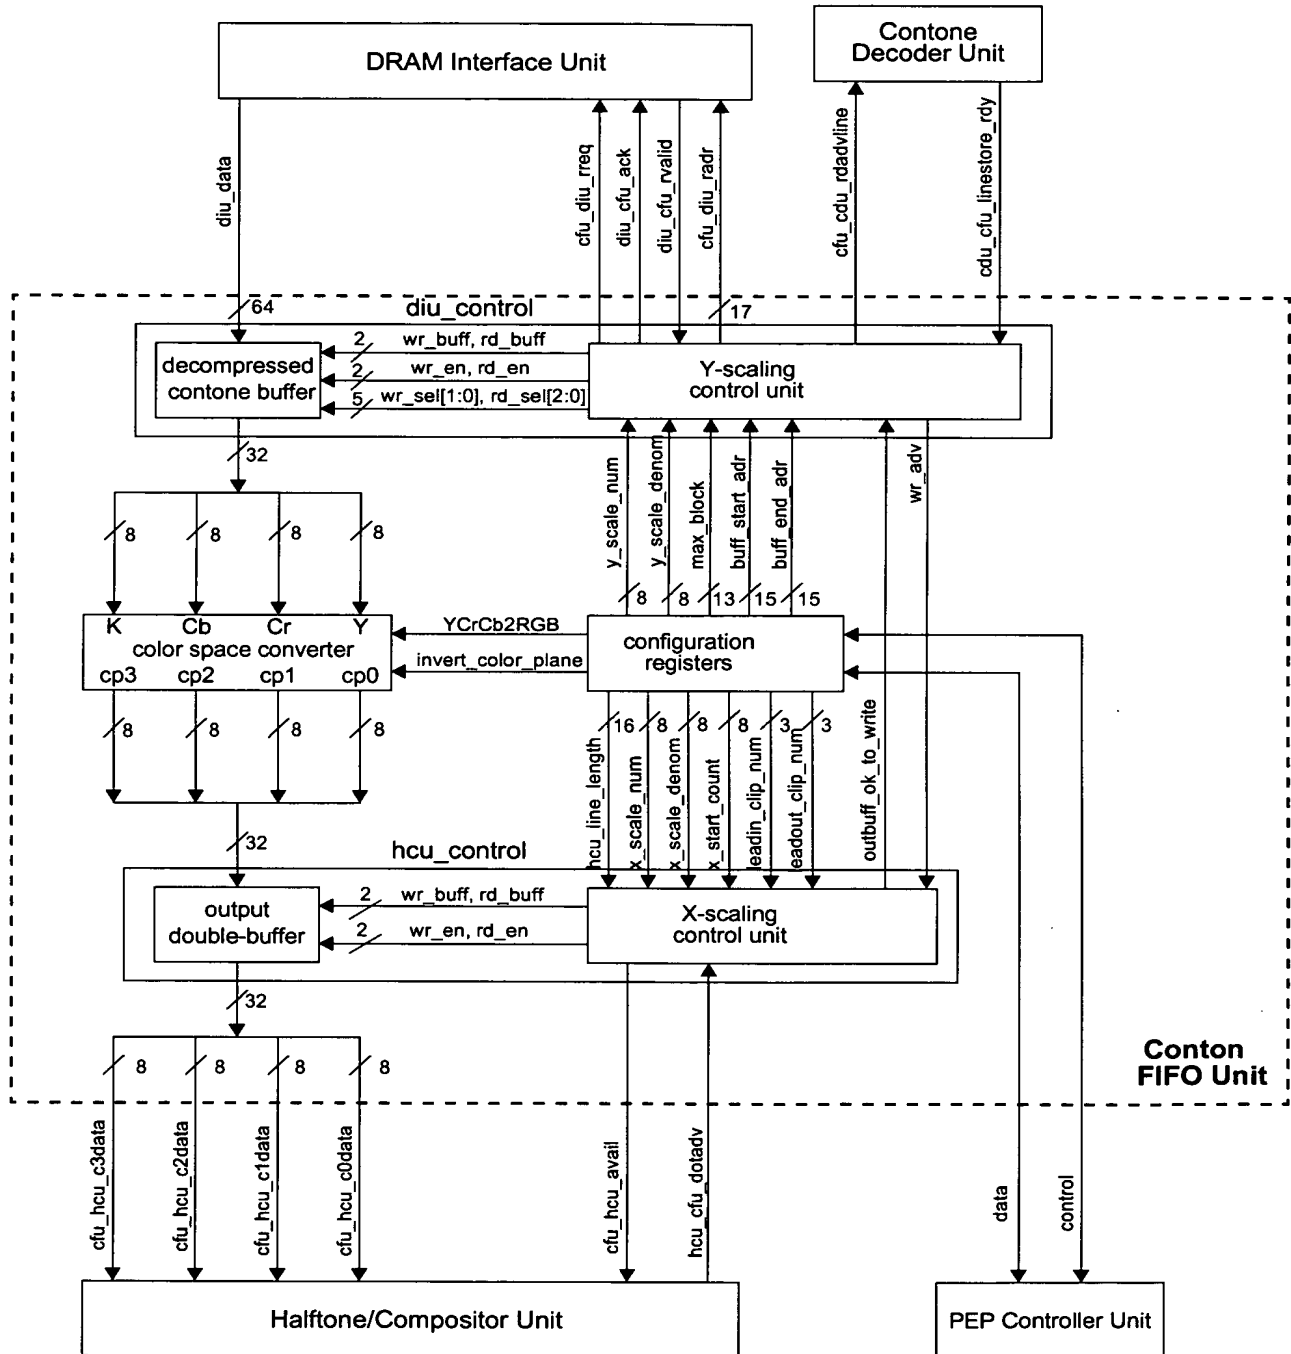 DRAM Interface Unit
Contone
Decoder Unit
diu_data
cfu_diu_rreq
diu_cfu_ack
diu_cfu_rvalid
cfu_diu_radr
cfu_cdu_rdadvline
cdu_cfu_linestore_rdy
64
diu_control
17
decompressed
contone buffer
2
wr_buff, rd_buff
2
wr_en, rd_en
5
wr_sel[1:0], rd_sel[2:0]
Y-scaling
control unit
32
y_scale_num
y_scale_denom
max_block
buff_start_adr
buff_end_adr
wr_adv
8
8
8
8
8
8
13
15
15
K
Cb
Cr
Y
color space converter
cp3
cp2
cp1
cp0
YCrCb2RGB
invert_color_plane
configuration
registers
8
8
8
8
16
8
8
8
3
3
hcu_line_length
x_scale_num
x_scale_denom
x_start_count
leadin_clip_num
leadout_clip_num
outbuff_ok_to_write
32
hcu_control
output
double-buffer
2
wr_buff, rd_buff
2
wr_en, rd_en
X-scaling
control unit
32
8
8
8
8
Conton
FIFO Unit
cfu_hcu_c3data
cfu_hcu_c2data
cfu_hcu_c1data
cfu_hcu_c0data
cfu_hcu_avail
hcu_cfu_dotadv
data
control
Halftone/Compositor Unit
PEP Controller Unit